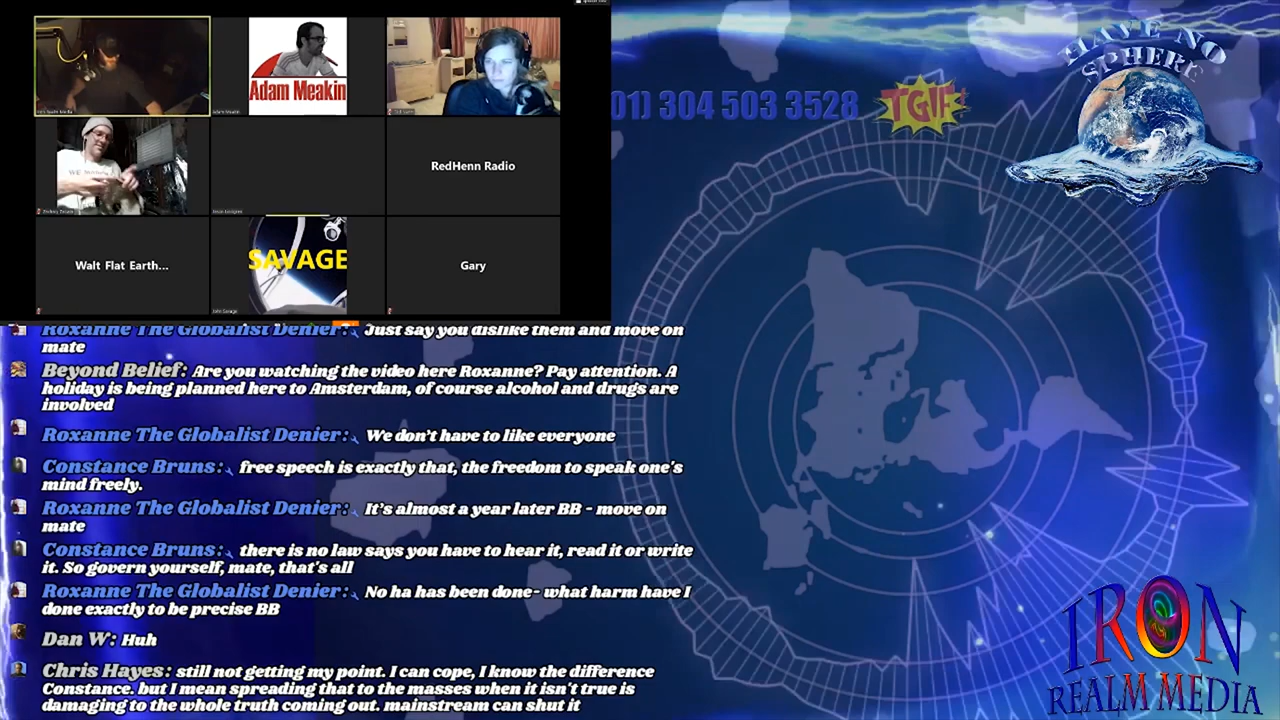 Adam Meakin
RedHenn Radio
Walt Flat Earth...
SAVAGE
Gary
01) 304 503 3528
TGIF
HAVE NO
SPHERE
Roxanne The Globalist Denier: Just say you dislike them and move on
mate
Beyond Belief: Are you watching the video here Roxanne? Pay attention. A
holiday is being planned here to Amsterdam, of course alcohol and drugs are
involved
Roxanne The Globalist Denier: We don't have to like everyone
Constance Bruns: free speech is exactly that, the freedom to speak one's
mind freely.
Roxanne The Globalist Denier: It's almost a year later BB - move on
mate
Constance Bruns: there is no law says you have to hear it, read it or write
it. So govern yourself, mate, that's all
Roxanne The Globalist Denier: No ha has been done- what harm have I
done exactly to be precise BB
Dan W: Huh
Chris Hayes: still not getting my point. I can cope, I know the difference
Constance. but I mean spreading that to the masses when it isn't true is
damaging to the whole truth coming out. mainstream can shut it
IRON
REALM MEDIA